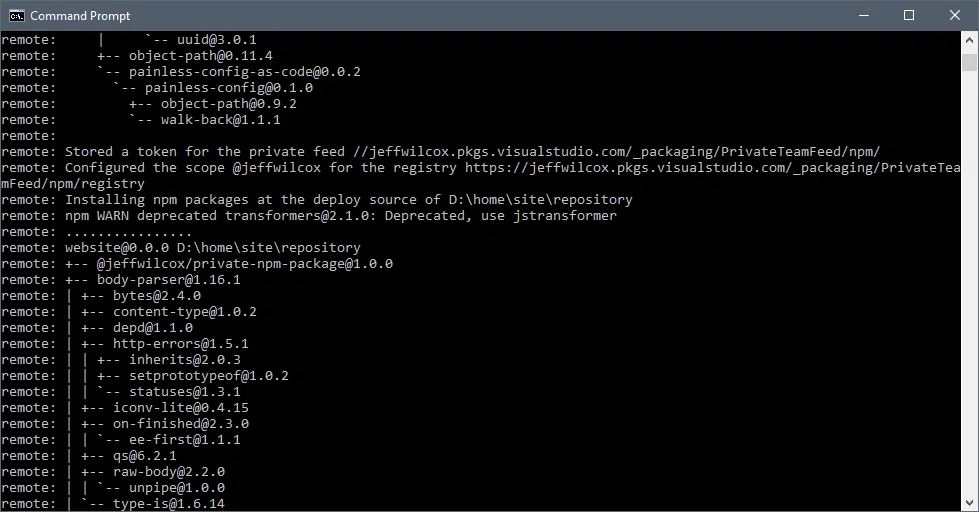 Command Prompt
remote:     |     `-- uuid@3.0.1
remote:     +-- object-path@0.11.4
remote:     `-- painless-config-as-code@0.0.2
remote:       `-- painless-config@0.1.0
remote:         +-- object-path@0.9.2
remote:         `-- walk-back@1.1.1
remote:
remote: Stored a token for the private feed //jeffwilcox.pkgs.visualstudio.com/_packaging/PrivateTeamFeed/npm/
remote: Configured the scope @jeffwilcox for the registry https://jeffwilcox.pkgs.visualstudio.com/_packaging/PrivateTea
mFeed/npm/registry
remote: Installing npm packages at the deploy source of D:\home\site\repository
remote: npm WARN deprecated transformers@2.1.0: Deprecated, use jstransformer
remote: ................
remote: website@0.0.0 D:\home\site\repository
remote: +-- @jeffwilcox/private-npm-package@1.0.0
remote: +-- body-parser@1.16.1
remote: | +-- bytes@2.4.0
remote: | +-- content-type@1.0.2
remote: | +-- depd@1.1.0
remote: | +-- http-errors@1.5.1
remote: | | +-- inherits@2.0.3
remote: | | +-- setprototypeof@1.0.2
remote: | | `-- statuses@1.3.1
remote: | +-- iconv-lite@0.4.15
remote: | +-- on-finished@2.3.0
remote: | | `-- ee-first@1.1.1
remote: | +-- qs@6.2.1
remote: | +-- raw-body@2.2.0
remote: | | `-- unpipe@1.0.0
remote: | `-- type-is@1.6.14